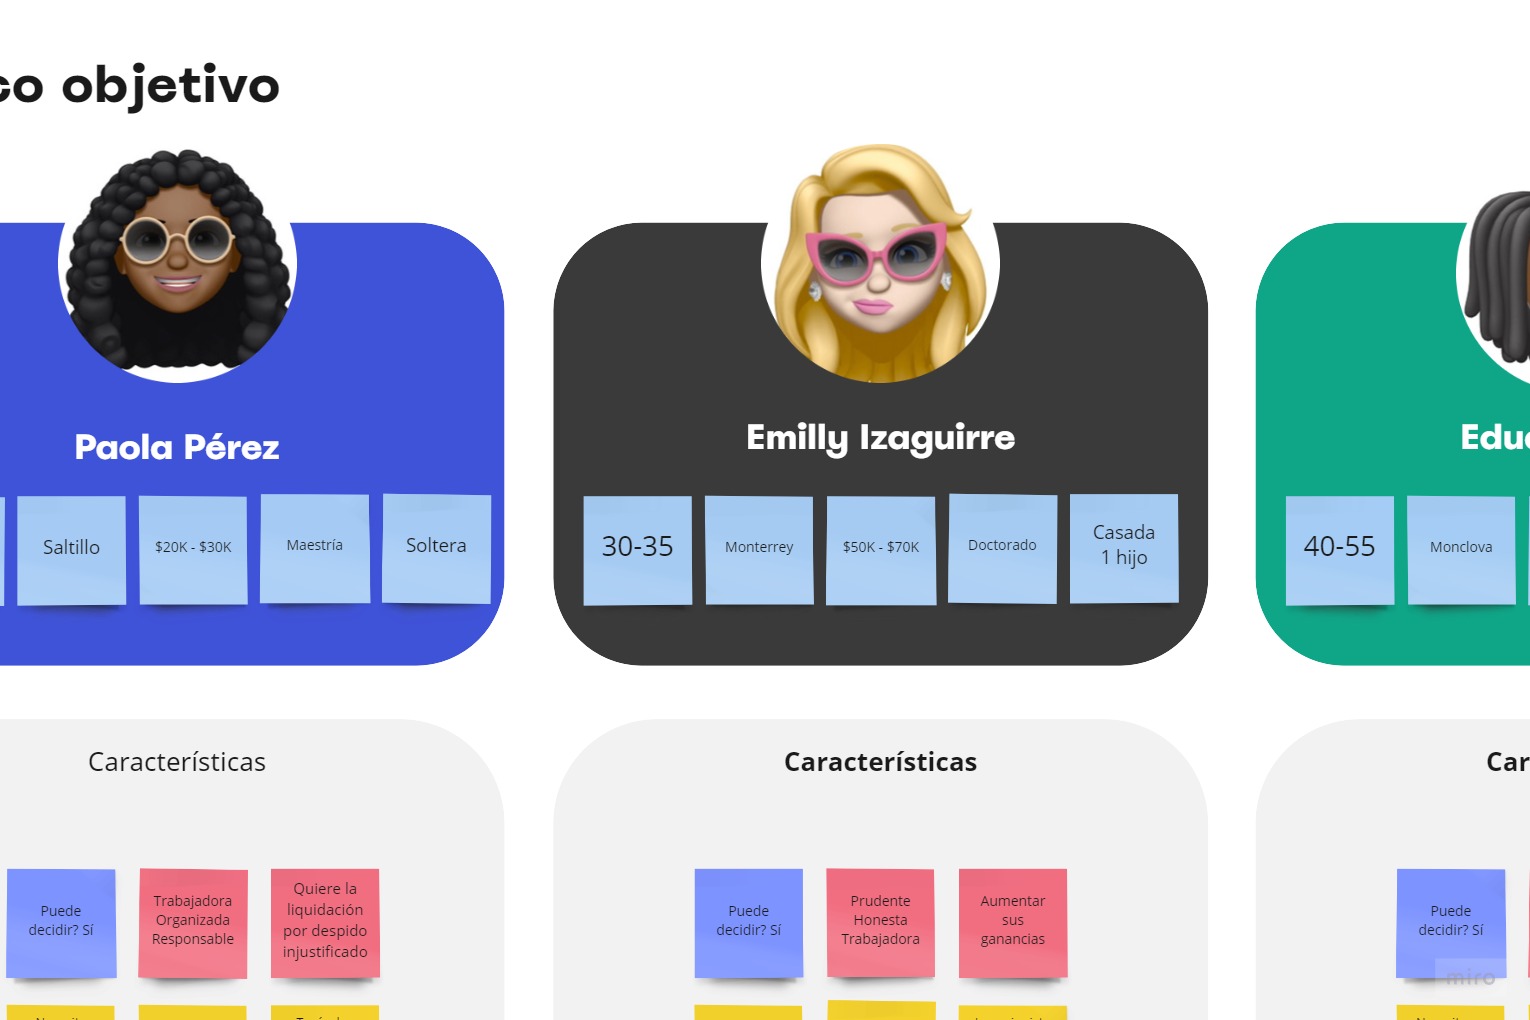 co objetivo
Paola Pérez
Saltillo
$20K - $30K
Maestría
Soltera
Emilly Izaguirre
30-35
Monterrey
$50K - $70K
Doctorado
Casada
1 hijo
40-55
Monclova
Características
Puede
decidir? Sí
Trabajadora
Organizada
Responsable
Quiere la
liquidación
por despido
injustificado
Características
Puede
decidir? Sí
Prudente
Honesta
Trabajadora
Aumentar
sus
ganancias
Puede
decidir? Sí
miro